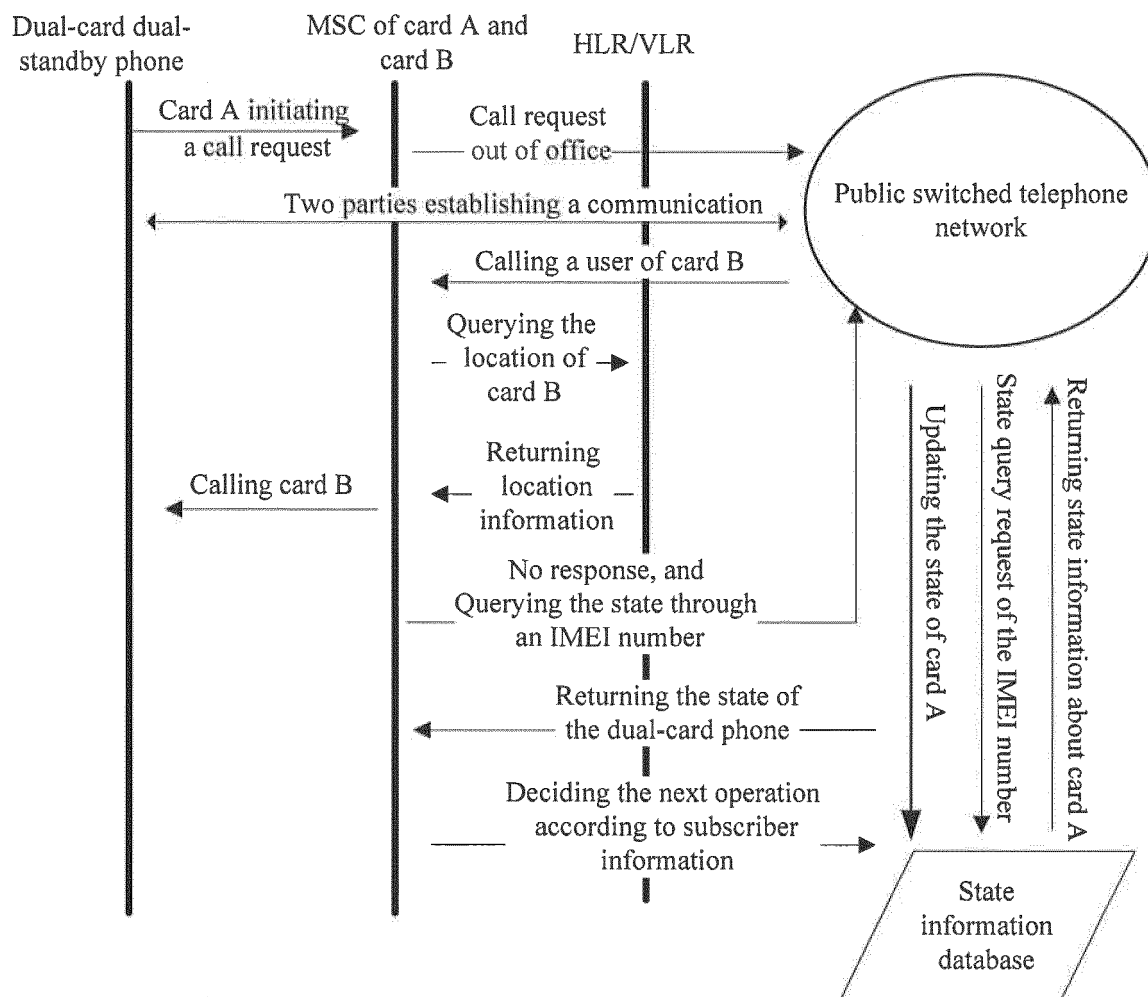 Dual-card dual-
standby phone
MSC of card A and
card B
HLR/VLR
Card A initiating
a call request
Call request
out of office
Public switched telephone
network
Two parties establishing a communication
Calling a user of card B
Querying the
location of
card B
Returning
location
information
Calling card B
No response, and
Querying the state through
an IMEI number
Updating the state of card A
State query request of the IMEI number
Returning state information about card A
Returning the state of
the dual-card phone
Deciding the next operation
according to subscriber
information
State
information
database